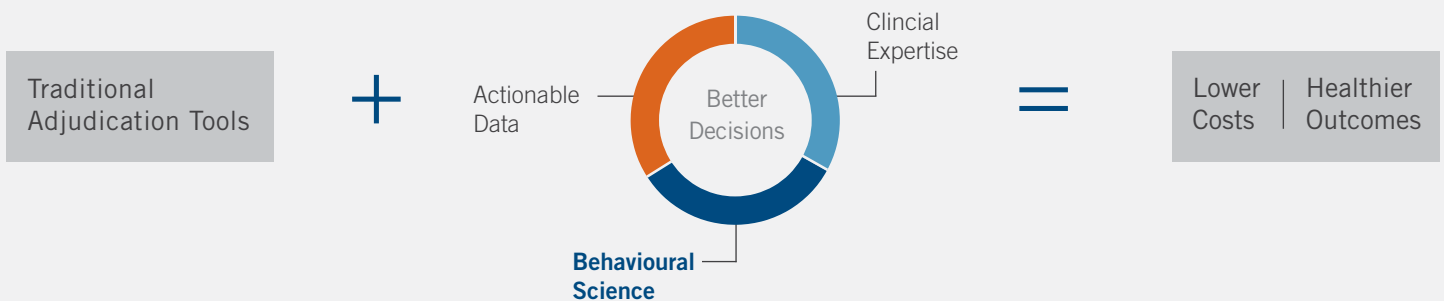 Traditional
Adjudication Tools
+
Actionable
Data
Better
Decisions
Clincial
Expertise
Behavioural
Science
=
Lower
Costs
Healthier
Outcomes